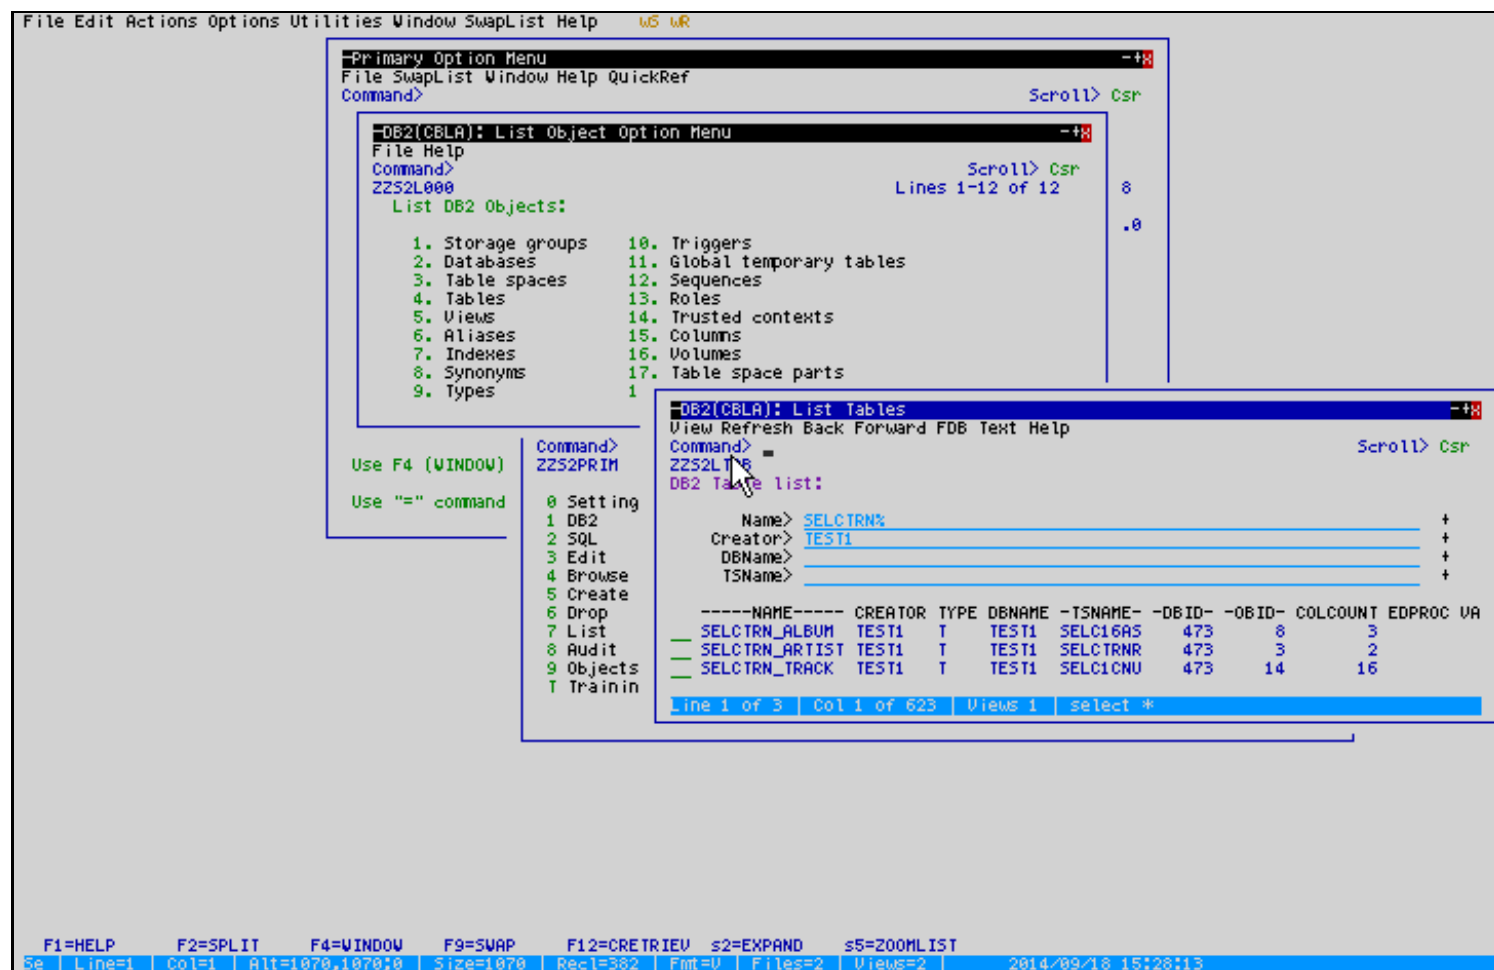 File Edit Actions Options Utilities Window SwapList Help wS wR
Primary Option Menu -+x
File SwapList Window Help QuickRef
Command> Scroll> Csr
DB2(CBLA): List Object Option Menu -+x
File Help
Command> Scroll> Csr
ZZS2L000 Lines 1-12 of 12 8
List DB2 Objects:
.0
1. Storage groups 10. Triggers
2. Databases 11. Global temporary tables
3. Table spaces 12. Sequences
4. Tables 13. Roles
5. Views 14. Trusted contexts
6. Aliases 15. Columns
7. Indexes 16. Volumes
8. Synonyms 17. Table space parts
9. Types 1
DB2(CBLA): List Tables -+x
View Refresh Back Forward FDB Text Help
Command> Scroll> Csr
DB2 Table list:
Name> SELCTRN% +
Creator> TEST1 +
DBName> +
TSName> +
-----NAME----- CREATOR TYPE DBNAME -TSNAME- -DBID- -OBID- COLCOUNT EDPROC VA
SELCTRN_ALBUM TEST1 T TEST1 SELC16AS 473 8 3
SELCTRN_ARTIST TEST1 T TEST1 SELCTRNR 473 3 2
SELCTRN_TRACK TEST1 T TEST1 SELC1CNU 473 14 16
Line 1 of 3 | Col 1 of 623 | Views 1 | select *
Command>
Use F4 (WINDOW) ZZS2PRIM
Use "=" command 0 Setting
1 DB2
2 SQL
3 Edit
4 Browse
5 Create
6 Drop
7 List
8 Audit
9 Objects
T Trainin
F1=HELP F2=SPLIT F4=WINDOW F9=SWAP F12=CRETRIEV s2=EXPAND s5=ZOOMLIST
Se | Line=1 | Col=1 | Alt=1070,1070;0 | Size=1070 | Recl=382 | Fmt=V | Files=2 | Views=2 | 2014/09/18 15:28:13